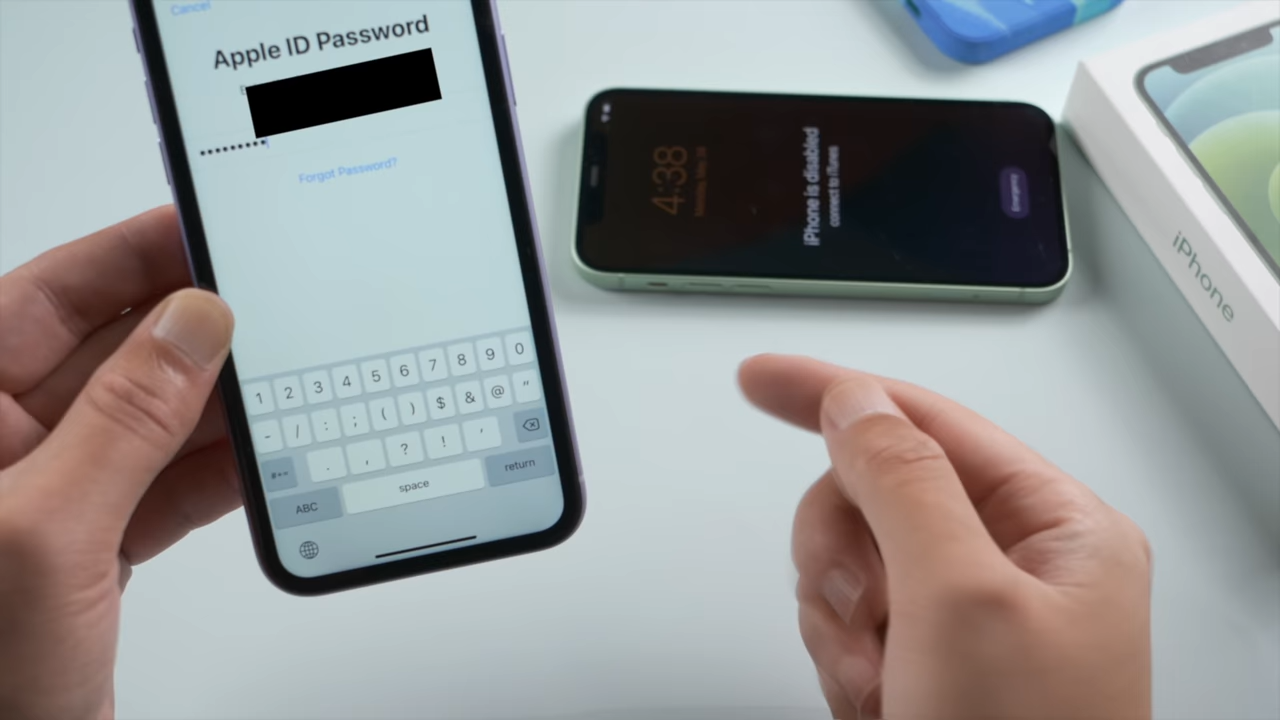 Cancel
Apple ID Password
•••••••••
Forgot Password?
1 2 3 4 5 6 7 8 9 0
- / : ; ( ) $ & @ "
#+= . , ? ! '
ABC space return
4:38
iPhone is disabled
connect to iTunes
Emergency
iPhone